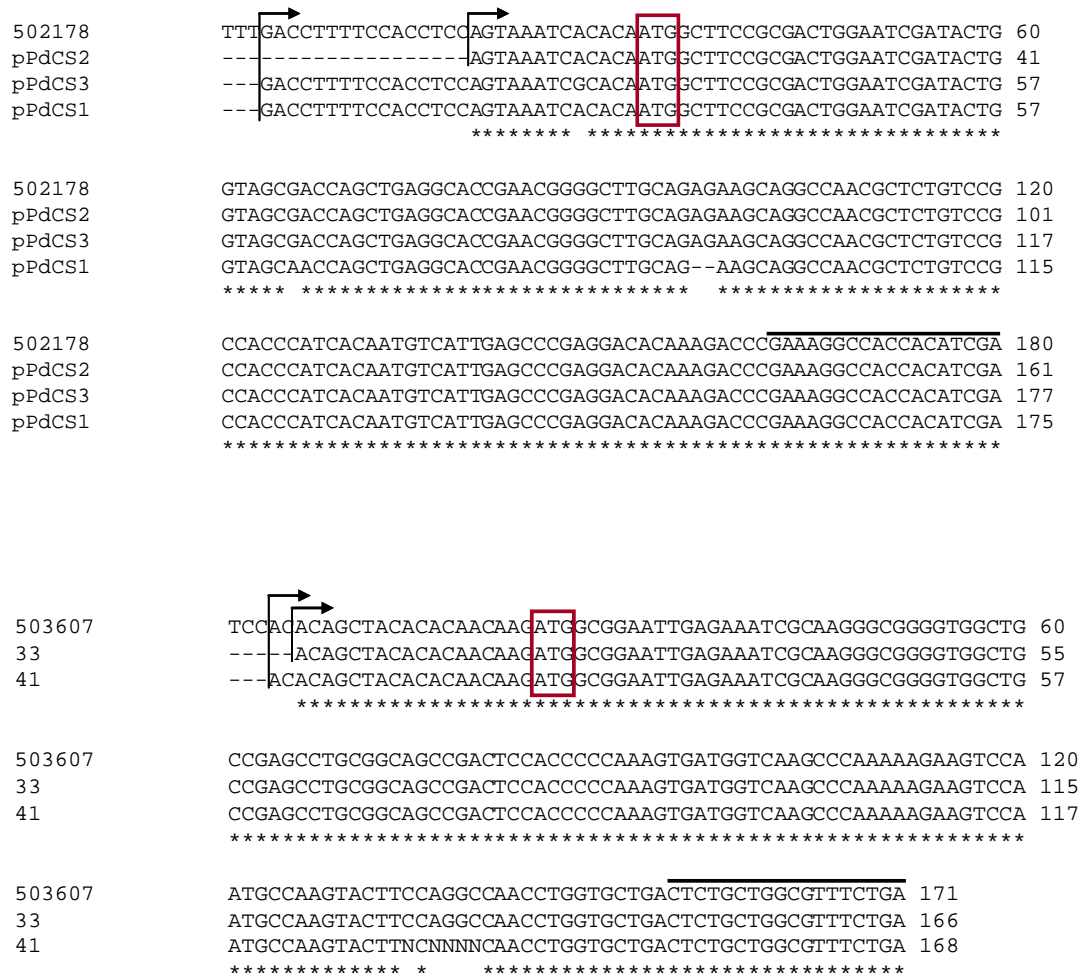 502178 TTTGACCTTTTCCACCTCCAGTAAATCACACAATGGCTTCCGCGACTGGAATCGATACTG 60
pPdCS2 -------------------AGTAAATCACACAATGGCTTCCGCGACTGGAATCGATACTG 41
pPdCS3 ---GACCTTTTCCACCTCCAGTAAATCGCACAATGGCTTCCGCGACTGGAATCGATACTG 57
pPdCS1 ---GACCTTTTCCACCTCCAGTAAATCACACAATGGCTTCCGCGACTGGAATCGATACTG 57
******** ********************************
502178 GTAGCGACCAGCTGAGGCACCGAACGGGGCTTGCAGAGAAGCAGGCCAACGCTCTGTCCG 120
pPdCS2 GTAGCGACCAGCTGAGGCACCGAACGGGGCTTGCAGAGAAGCAGGCCAACGCTCTGTCCG 101
pPdCS3 GTAGCGACCAGCTGAGGCACCGAACGGGGCTTGCAGAGAAGCAGGCCAACGCTCTGTCCG 117
pPdCS1 GTAGCAACCAGCTGAGGCACCGAACGGGGCTTGCAG--AAGCAGGCCAACGCTCTGTCCG 115
***** ****************************** **********************
502178 CCACCCATCACAATGTCATTGAGCCCGAGGACACAAAGACCCGAAAGGCCACCACATCGA 180
pPdCS2 CCACCCATCACAATGTCATTGAGCCCGAGGACACAAAGACCCGAAAGGCCACCACATCGA 161
pPdCS3 CCACCCATCACAATGTCATTGAGCCCGAGGACACAAAGACCCGAAAGGCCACCACATCGA 177
pPdCS1 CCACCCATCACAATGTCATTGAGCCCGAGGACACAAAGACCCGAAAGGCCACCACATCGA 175
************************************************************
503607 TCCACACAGCTACACACAACAAGATGGCGGAATTGAGAAATCGCAAGGGCGGGGTGGCTG 60
33 -----ACAGCTACACACAACAAGATGGCGGAATTGAGAAATCGCAAGGGCGGGGTGGCTG 55
41 ---ACACAGCTACACACAACAAGATGGCGGAATTGAGAAATCGCAAGGGCGGGGTGGCTG 57
*******************************************************
503607 CCGAGCCTGCGGCAGCCGACTCCACCCCCAAAGTGATGGTCAAGCCCAAAAAGAAGTCCA 120
33 CCGAGCCTGCGGCAGCCGACTCCACCCCCAAAGTGATGGTCAAGCCCAAAAAGAAGTCCA 115
41 CCGAGCCTGCGGCAGCCGACTCCACCCCCAAAGTGATGGTCAAGCCCAAAAAGAAGTCCA 117
************************************************************
503607 ATGCCAAGTACTTCCAGGCCAACCTGGTGCTGACTCTGCTGGCGTTTCTGA 171
33 ATGCCAAGTACTTCCAGGCCAACCTGGTGCTGACTCTGCTGGCGTTTCTGA 166
41 ATGCCAAGTACTTNCNNNNCAACCTGGTGCTGACTCTGCTGGCGTTTCTGA 168
************* * ********************************